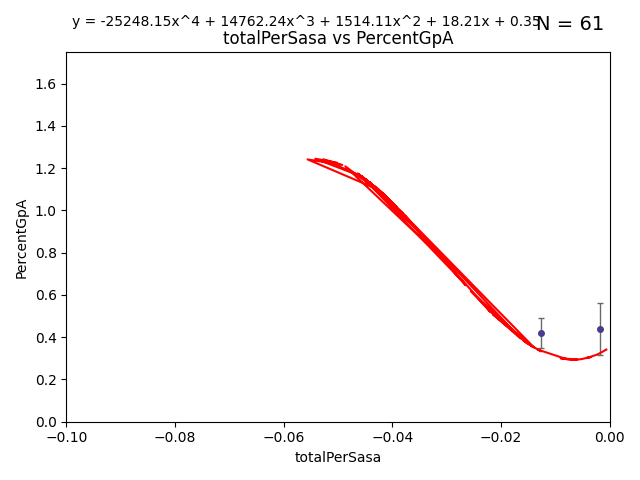 y = -25248.15x^4 + 14762.24x^3 + 1514.11x^2 + 18.21x + 0.35
N = 61
totalPerSasa vs PercentGpA
PercentGpA
1.6
1.4
1.2
1.0
0.8
0.6
0.4
0.2
0.0
−0.10 −0.08 −0.06 −0.04 −0.02 0.00
totalPerSasa